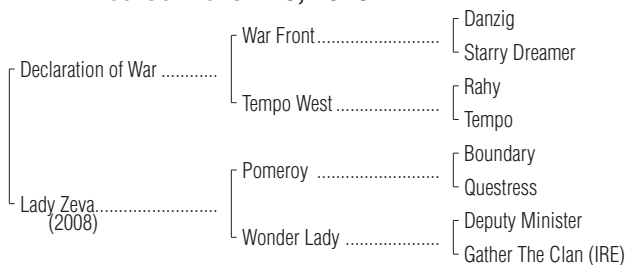 Danzig
War Front
Starry Dreamer
Declaration of War
Rahy
Tempo West
Tempo
Boundary
Pomeroy
Questress
Lady Zeva
(2008)
Deputy Minister
Wonder Lady
Gather The Clan (IRE)